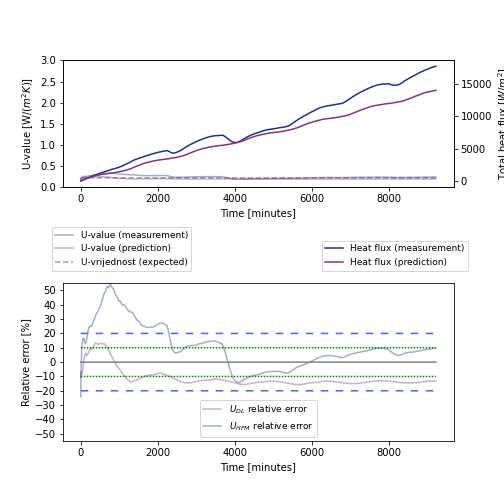 3.0
2.5
2.0
1.5
1.0
0.5
0.0
U-value [W/(m²K)]
15000
10000
5000
0
Total heat flux [W/m²]
0 2000 4000 6000 8000
Time [minutes]
U-value (measurement)
U-value (prediction)
U-vrijednost (expected)
Heat flux (measurement)
Heat flux (prediction)
50
40
30
20
10
0
−10
−20
−30
−40
−50
Relative error [%]
U_DL relative error
U_HFM relative error
0 2000 4000 6000 8000
Time [minutes]